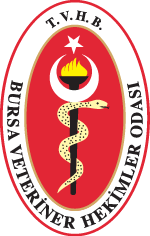 T.V.H.B.
BURSA VETERİNER HEKİMLER ODASI